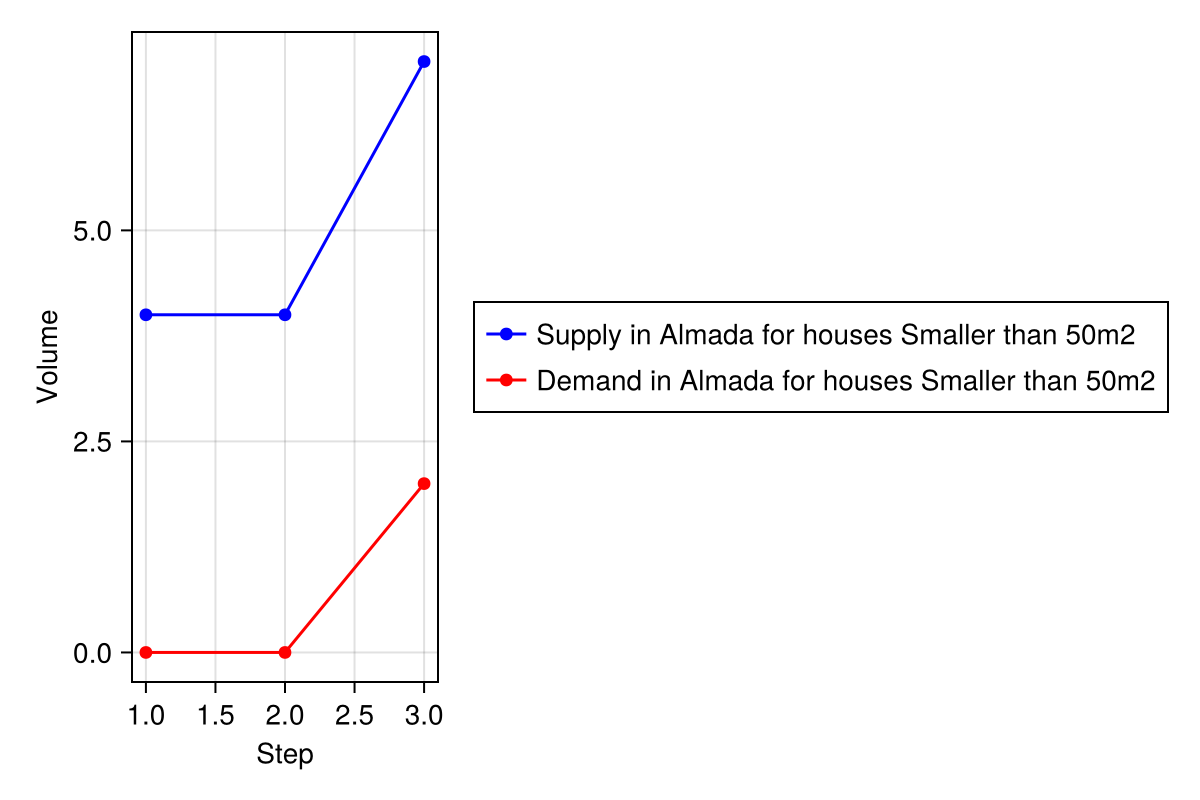 Volume
5.0
2.5
0.0
1.0 1.5 2.0 2.5 3.0
Step
Supply in Almada for houses Smaller than 50m2
Demand in Almada for houses Smaller than 50m2